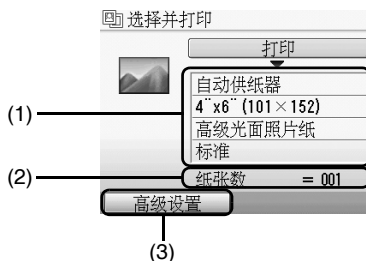 选择并打印
打印
自动供纸器
4¨x6¨(101×152)
高级光面照片纸
标准
纸张数 = 001
高级设置
(1)
(2)
(3)